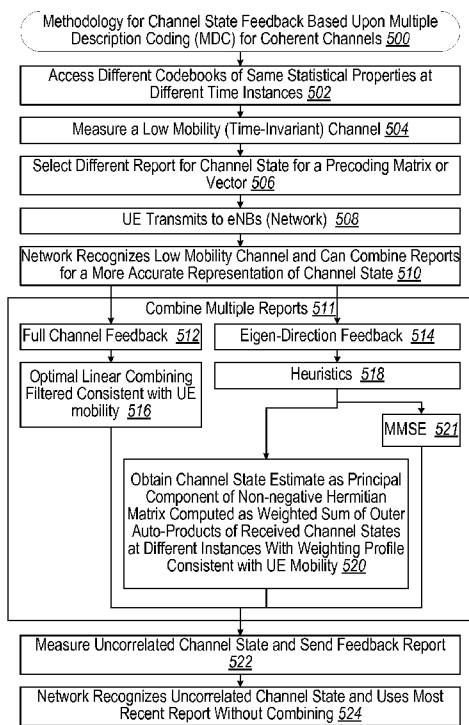 Methodology for Channel State Feedback Based Upon Multiple
Description Coding (MDC) for Coherent Channels 500
Access Different Codebooks of Same Statistical Properties at
Different Time Instances 502
Measure a Low Mobility (Time-Invariant) Channel 504
Select Different Report for Channel State for a Precoding Matrix or
Vector 506
UE Transmits to eNBs (Network) 508
Network Recognizes Low Mobility Channel and Can Combine Reports
for a More Accurate Representation of Channel State 510
Combine Multiple Reports 511
Full Channel Feedback 512
Eigen-Direction Feedback 514
Optimal Linear Combining
Filtered Consistent with UE
mobility 516
Heuristics 518
MMSE 521
Obtain Channel State Estimate as Principal
Component of Non-negative Hermitian
Matrix Computed as Weighted Sum of Outer
Auto-Products of Received Channel States
at Different Instances With Weighting Profile
Consistent with UE Mobility 520
Measure Uncorrelated Channel State and Send Feedback Report
522
Network Recognizes Uncorrelated Channel State and Uses Most
Recent Report Without Combining 524